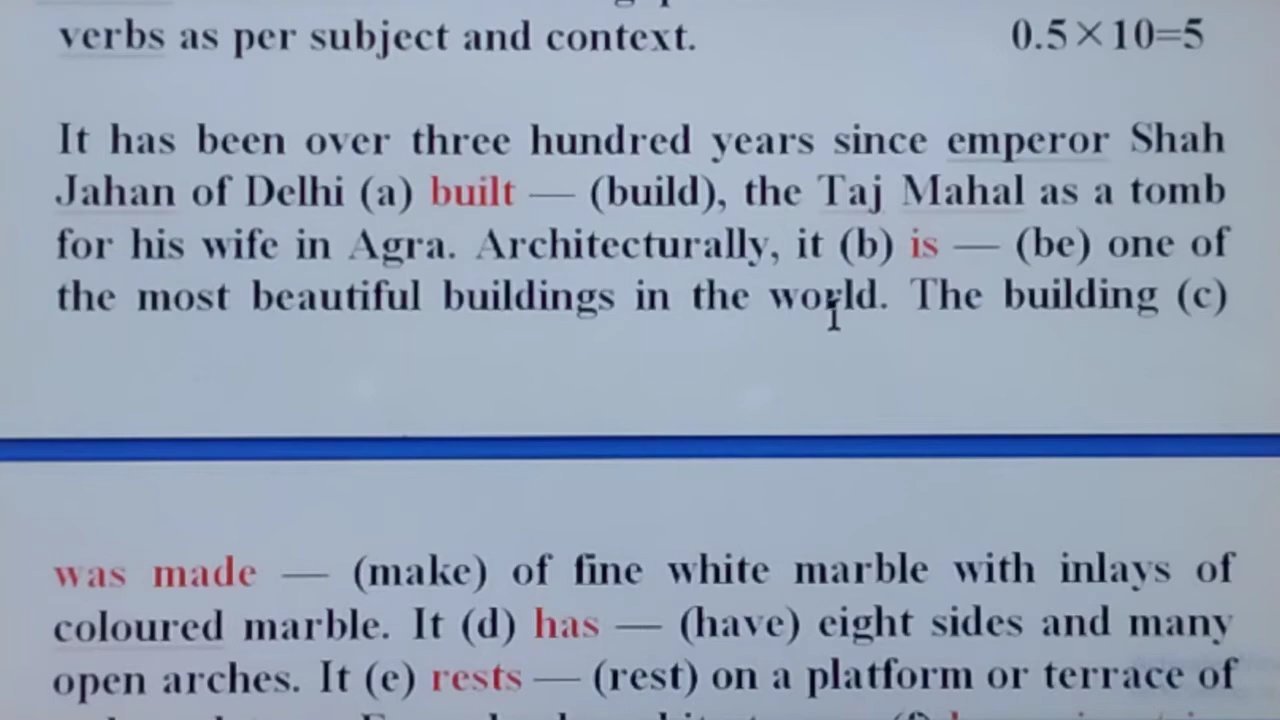 verbs as per subject and context. 0.5×10=5
It has been over three hundred years since emperor Shah
Jahan of Delhi (a) built — (build), the Taj Mahal as a tomb
for his wife in Agra. Architecturally, it (b) is — (be) one of
the most beautiful buildings in the world. The building (c)
was made — (make) of fine white marble with inlays of
coloured marble. It (d) has — (have) eight sides and many
open arches. It (e) rests — (rest) on a platform or terrace of